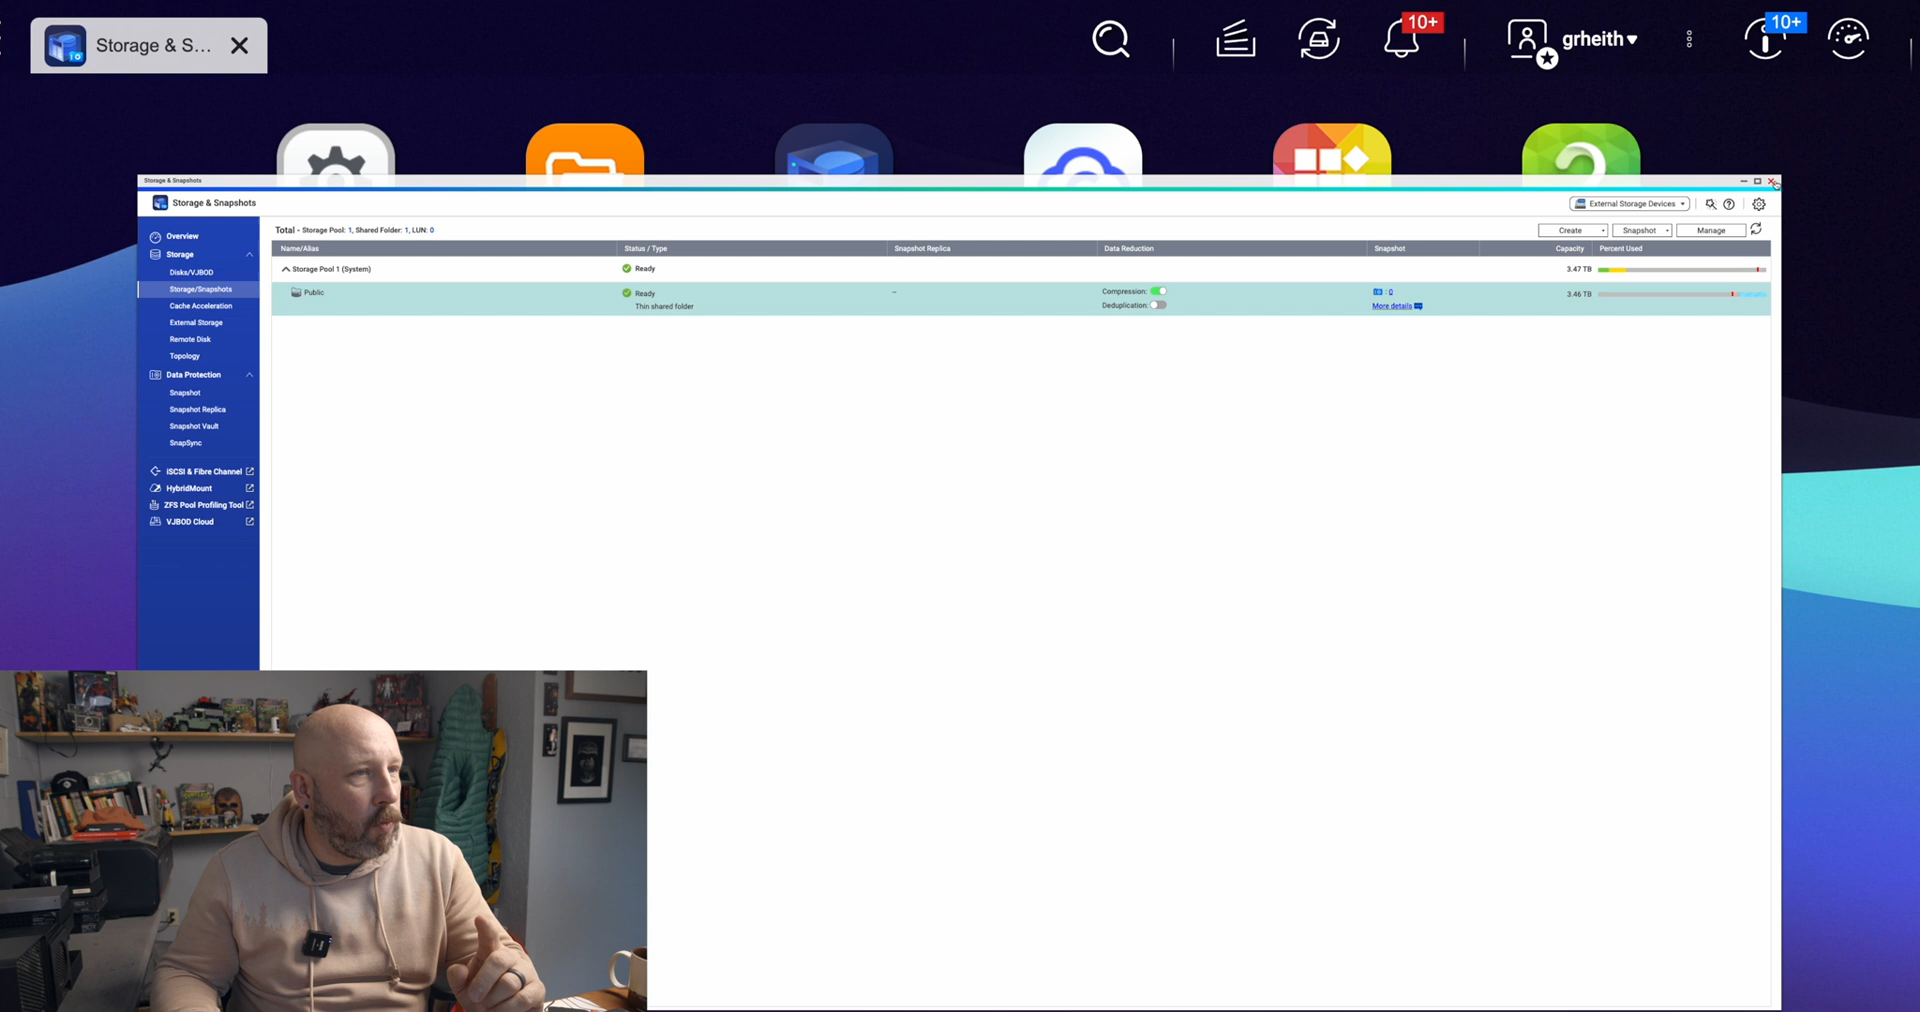 Storage & S...
10+
grheith
10+
Storage & Snapshots
Storage & Snapshots
External Storage Devices
Overview
Storage
Disks/VJBOD
Storage/Snapshots
Cache Acceleration
External Storage
Remote Disk
Topology
Data Protection
Snapshot
Snapshot Replica
Snapshot Vault
SnapSync
iSCSI & Fibre Channel
HybridMount
ZFS Pool Profiling Tool
VJBOD Cloud
Total - Storage Pool: 1, Shared Folder: 1, LUN: 0
Create
Snapshot
Manage
Name/Alias Status / Type Snapshot Replica Data Reduction Snapshot Capacity Percent Used
Storage Pool 1 (System) Ready 3.47 TB
Public Ready -- Compression: : 0 3.46 TB
Thin shared folder Deduplication: More details